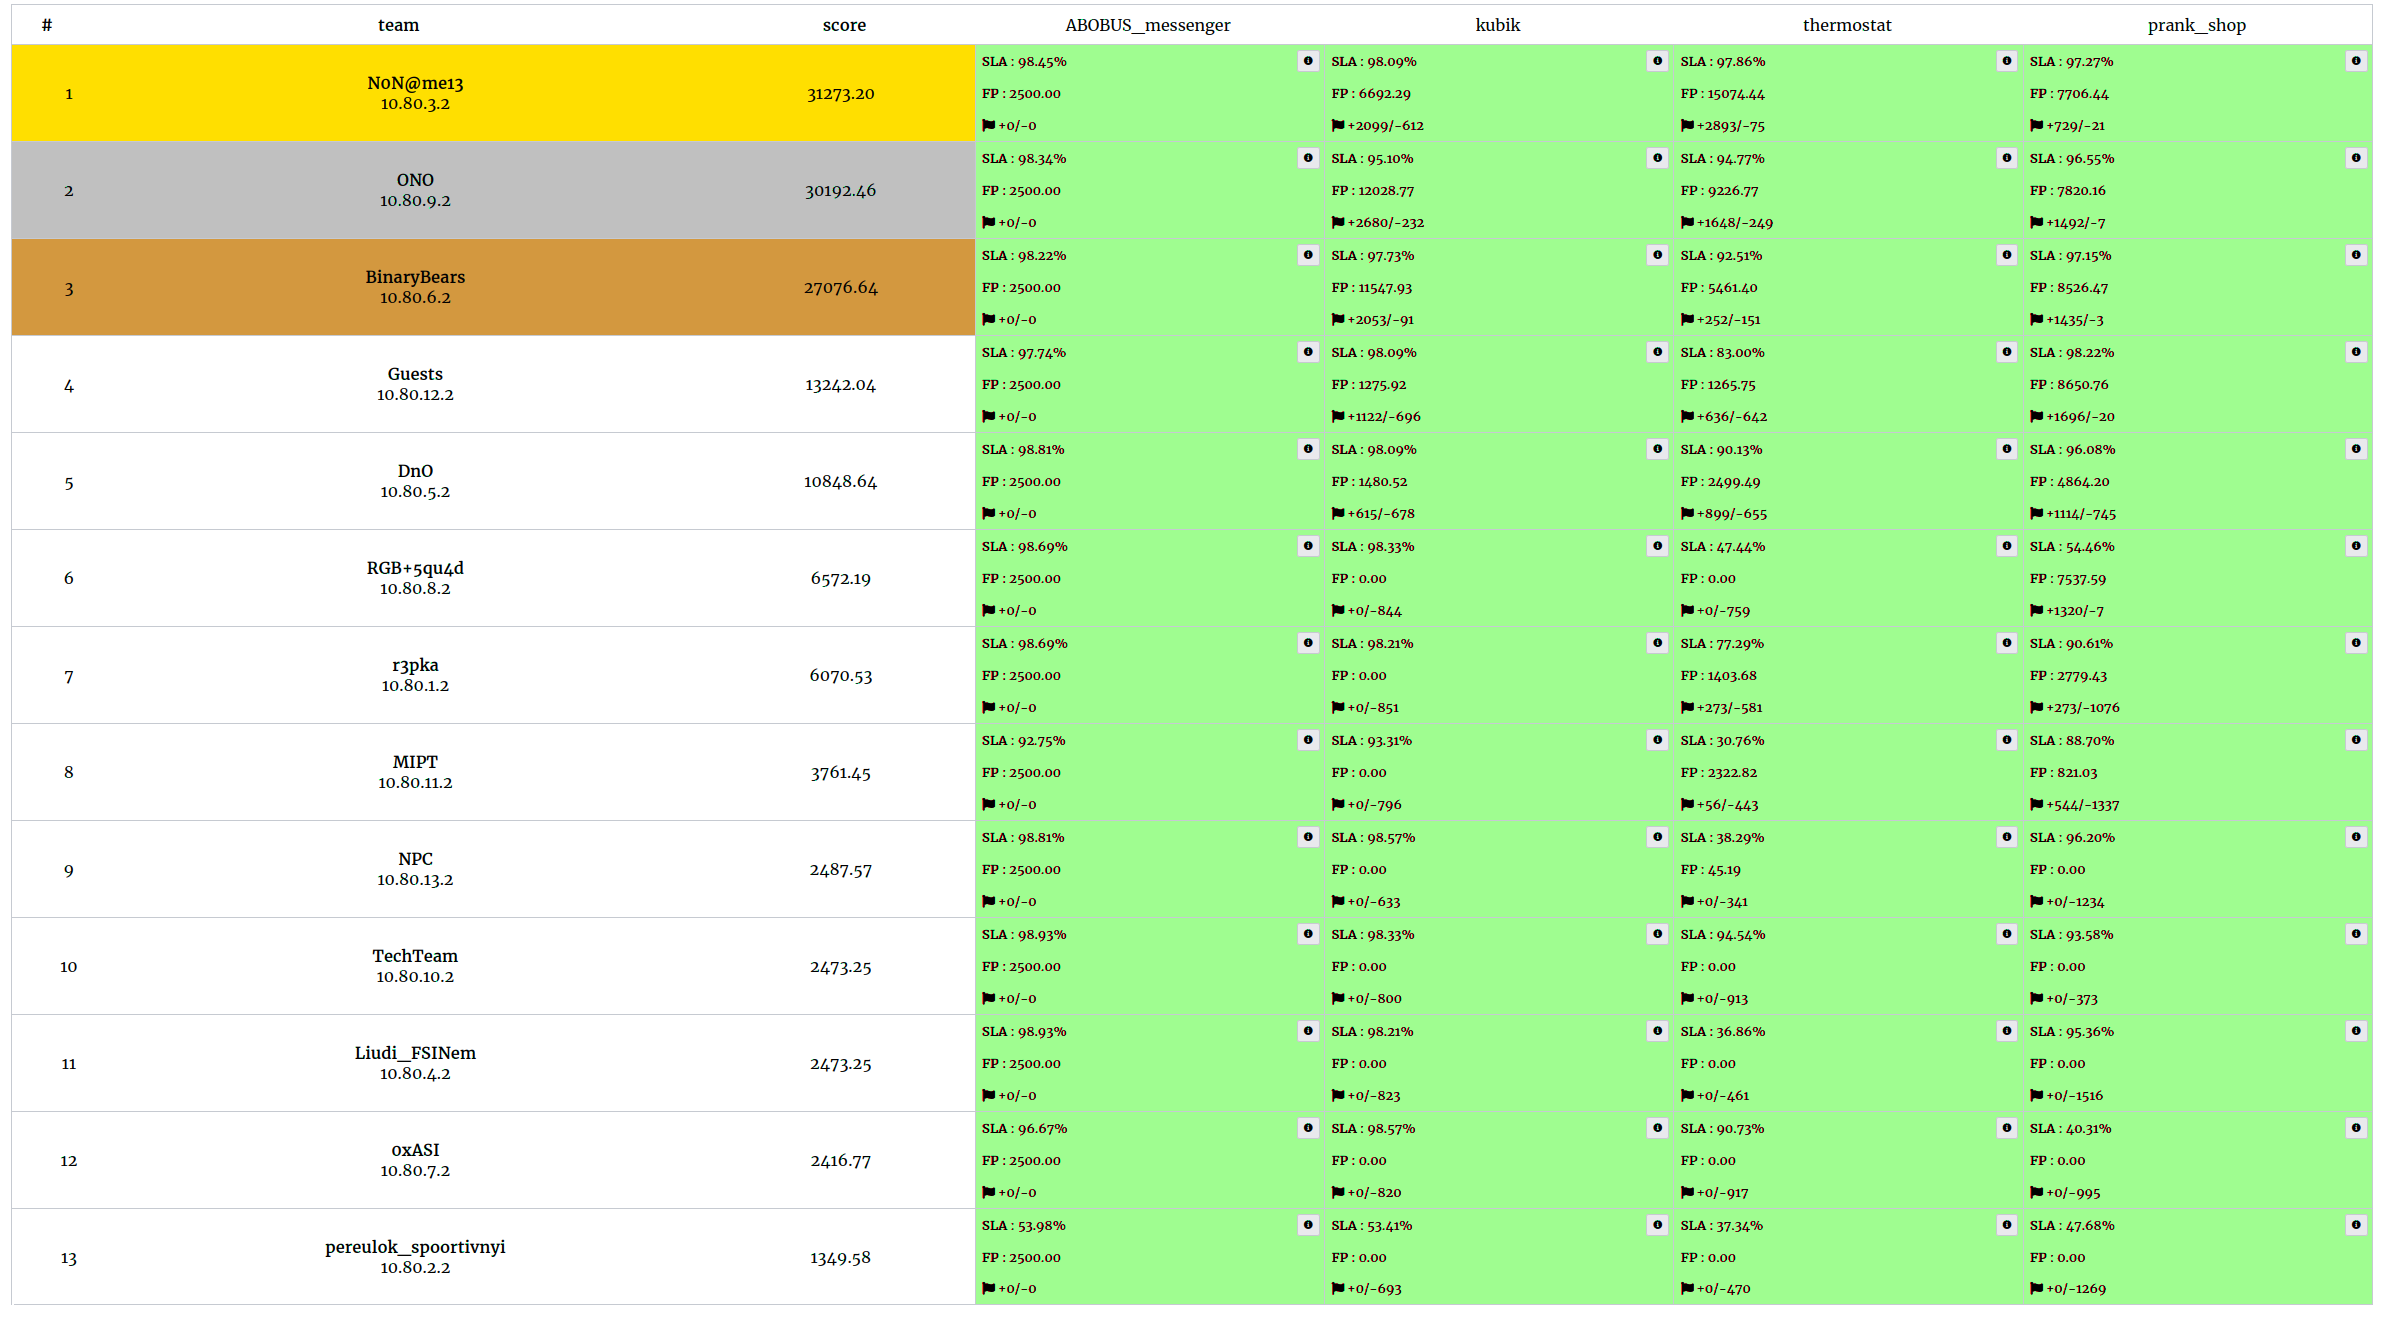 # team score ABOBUS_messenger kubik thermostat prank_shop
1 NoN@me13 10.80.3.2 31273.20
SLA : 98.45% SLA : 98.09% SLA : 97.86% SLA : 97.27%
FP : 2500.00 FP : 6692.29 FP : 15074.44 FP : 7706.44
+0/-0 +2099/-612 +2893/-75 +729/-21
2 ONO 10.80.9.2 30192.46
SLA : 98.34% SLA : 95.10% SLA : 94.77% SLA : 96.55%
FP : 2500.00 FP : 12028.77 FP : 9226.77 FP : 7820.16
+0/-0 +2680/-232 +1648/-249 +1492/-7
3 BinaryBears 10.80.6.2 27076.64
SLA : 98.22% SLA : 97.73% SLA : 92.51% SLA : 97.15%
FP : 2500.00 FP : 11547.93 FP : 5461.40 FP : 8526.47
+0/-0 +2053/-91 +252/-151 +1435/-3
4 Guests 10.80.12.2 13242.04
SLA : 97.74% SLA : 98.09% SLA : 83.00% SLA : 98.22%
FP : 2500.00 FP : 1275.92 FP : 1265.75 FP : 8650.76
+0/-0 +1122/-696 +636/-642 +1696/-20
5 DnO 10.80.5.2 10848.64
SLA : 98.81% SLA : 98.09% SLA : 90.13% SLA : 96.08%
FP : 2500.00 FP : 1480.52 FP : 2499.49 FP : 4864.20
+0/-0 +615/-678 +899/-655 +1114/-745
6 RGB+5qu4d 10.80.8.2 6572.19
SLA : 98.69% SLA : 98.33% SLA : 47.44% SLA : 54.46%
FP : 2500.00 FP : 0.00 FP : 0.00 FP : 7537.59
+0/-0 +0/-844 +0/-759 +1320/-7
7 r3pka 10.80.1.2 6070.53
SLA : 98.69% SLA : 98.21% SLA : 77.29% SLA : 90.61%
FP : 2500.00 FP : 0.00 FP : 1403.68 FP : 2779.43
+0/-0 +0/-851 +273/-581 +273/-1076
8 MIPT 10.80.11.2 3761.45
SLA : 92.75% SLA : 93.31% SLA : 30.76% SLA : 88.70%
FP : 2500.00 FP : 0.00 FP : 2322.82 FP : 821.03
+0/-0 +0/-796 +56/-443 +544/-1337
9 NPC 10.80.13.2 2487.57
SLA : 98.81% SLA : 98.57% SLA : 38.29% SLA : 96.20%
FP : 2500.00 FP : 0.00 FP : 45.19 FP : 0.00
+0/-0 +0/-633 +0/-341 +0/-1234
10 TechTeam 10.80.10.2 2473.25
SLA : 98.93% SLA : 98.33% SLA : 94.54% SLA : 93.58%
FP : 2500.00 FP : 0.00 FP : 0.00 FP : 0.00
+0/-0 +0/-800 +0/-913 +0/-373
11 Liudi_FSINem 10.80.4.2 2473.25
SLA : 98.93% SLA : 98.21% SLA : 36.86% SLA : 95.36%
FP : 2500.00 FP : 0.00 FP : 0.00 FP : 0.00
+0/-0 +0/-823 +0/-461 +0/-1516
12 0xASI 10.80.7.2 2416.77
SLA : 96.67% SLA : 98.57% SLA : 90.73% SLA : 40.31%
FP : 2500.00 FP : 0.00 FP : 0.00 FP : 0.00
+0/-0 +0/-820 +0/-917 +0/-995
13 pereulok_spoortivnyi 10.80.2.2 1349.58
SLA : 53.98% SLA : 53.41% SLA : 37.34% SLA : 47.68%
FP : 2500.00 FP : 0.00 FP : 0.00 FP : 0.00
+0/-0 +0/-693 +0/-470 +0/-1269